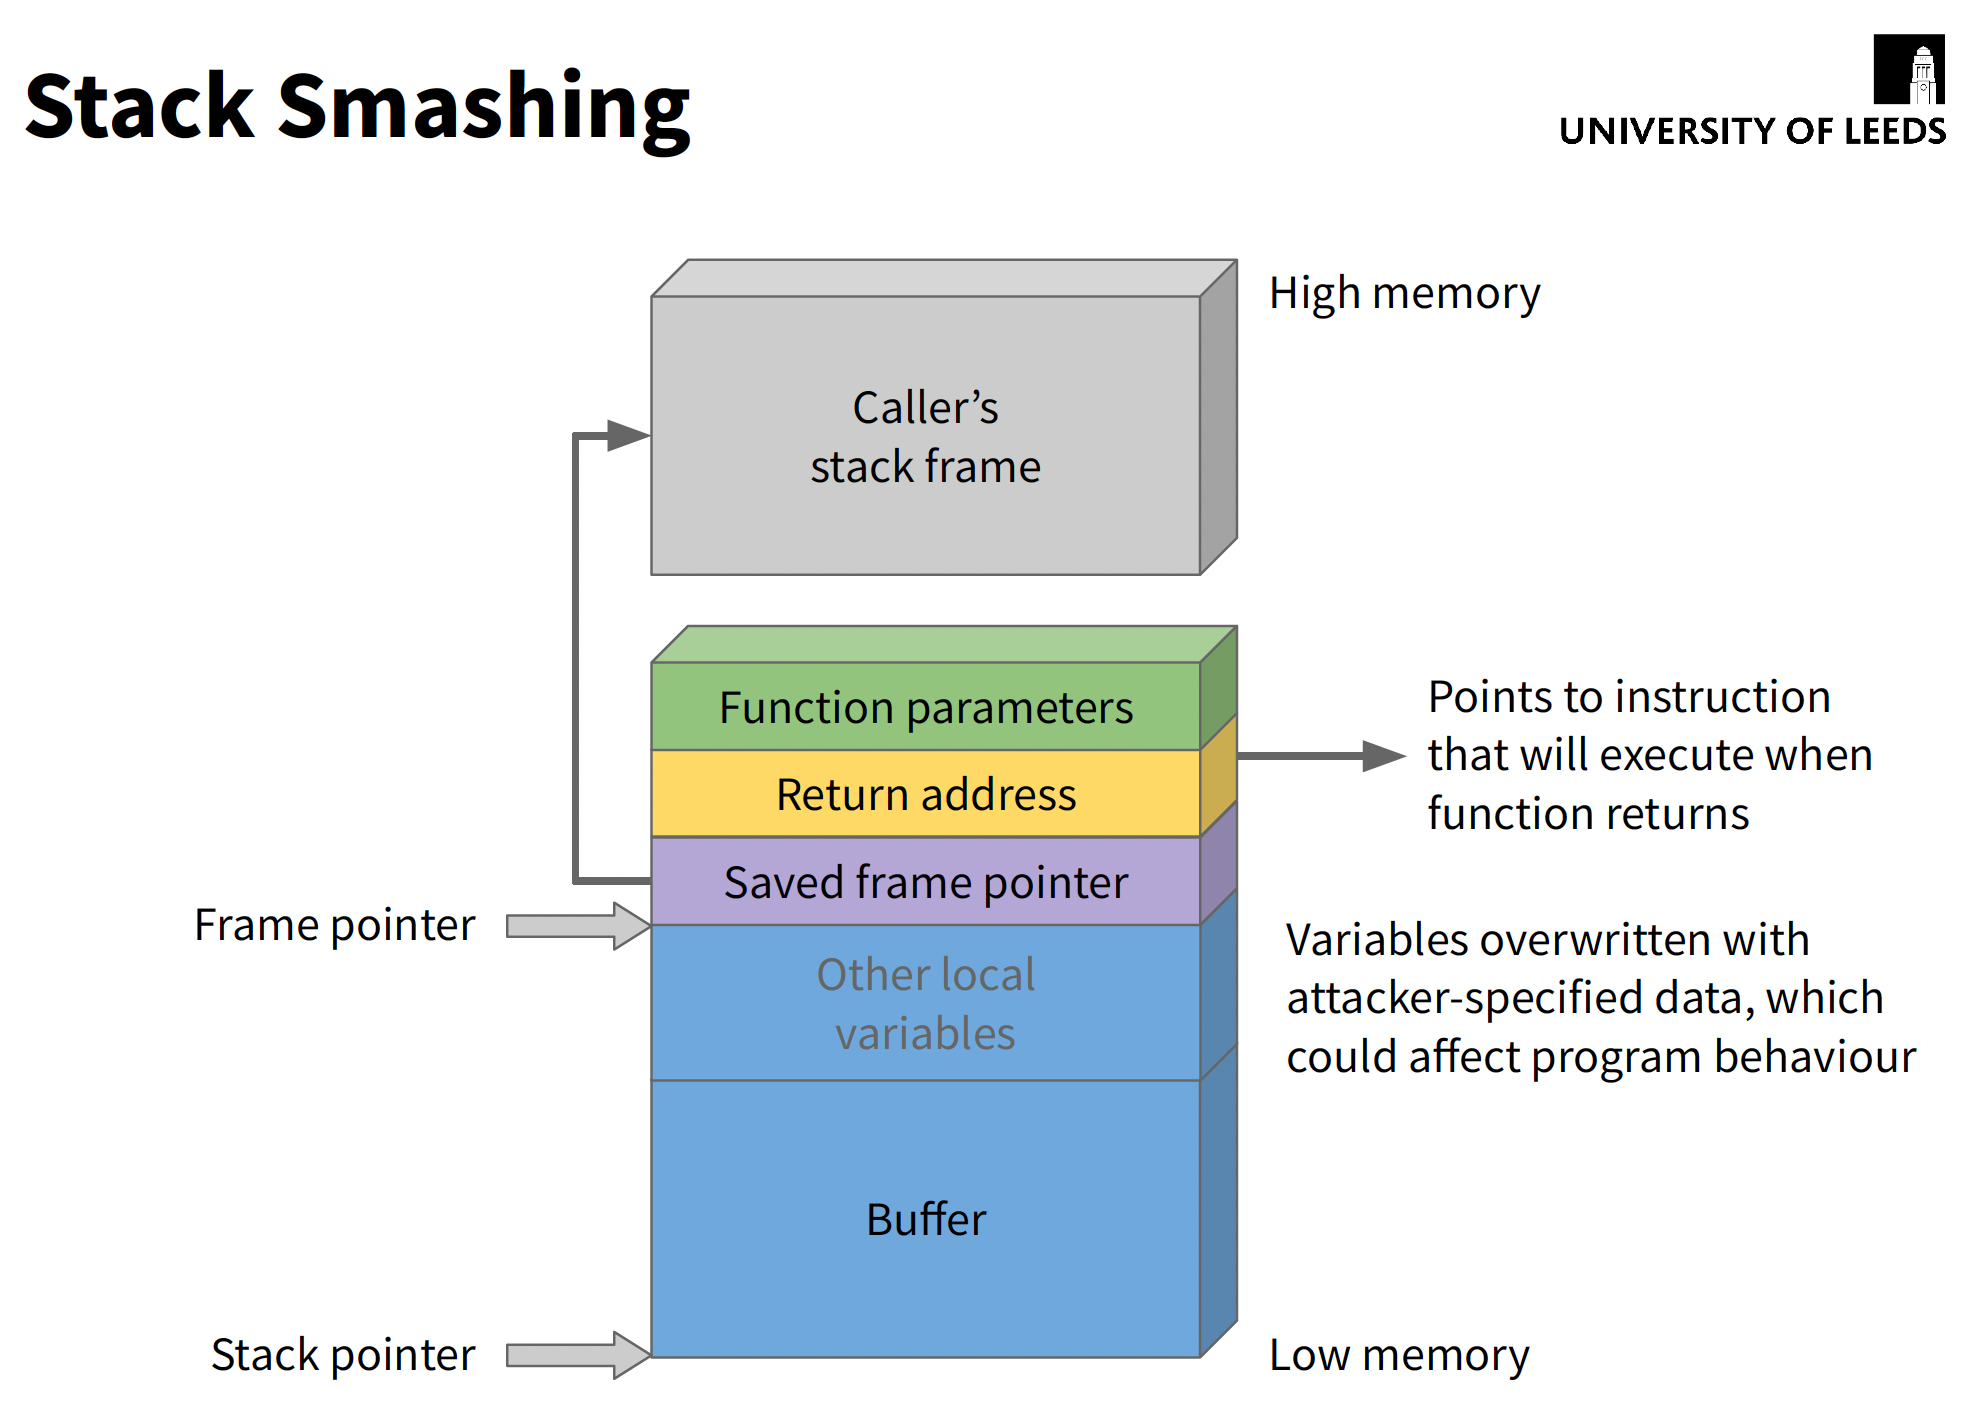 Stack Smashing
UNIVERSITY OF LEEDS
High memory
Caller’s
stack frame
Function parameters
Return address
Points to instruction
that will execute when
function returns
Saved frame pointer
Frame pointer
Other local
variables
Variables overwritten with
attacker-specified data, which
could affect program behaviour
Buffer
Stack pointer
Low memory